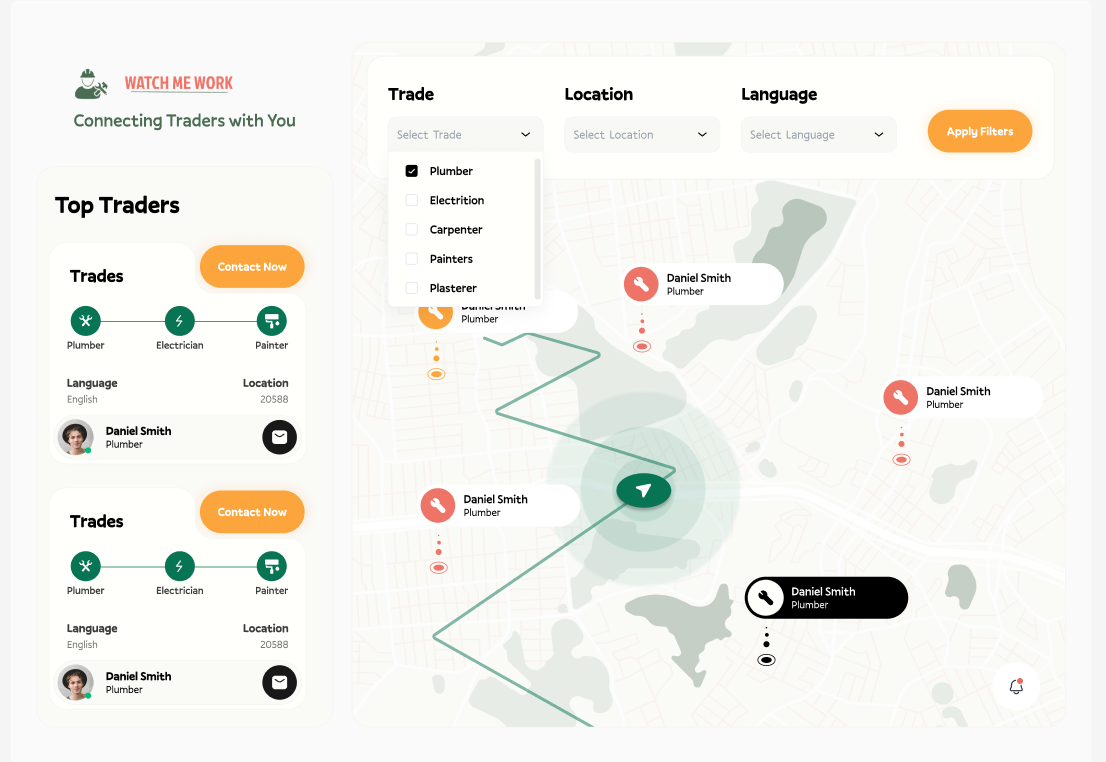 WATCH ME WORK
Connecting Traders with You
Top Traders
Trades
Contact Now
Plumber
Electrician
Painter
Language
Location
English
20588
Daniel Smith
Plumber
Trades
Contact Now
Plumber
Electrician
Painter
Language
Location
English
20588
Daniel Smith
Plumber
Trade
Location
Language
Select Trade
Select Location
Select Language
Apply Filters
Plumber
Electrition
Carpenter
Painters
Plasterer
Daniel Smith
Plumber
Daniel Smith
Plumber
Daniel Smith
Plumber
Daniel Smith
Plumber
Daniel Smith
Plumber